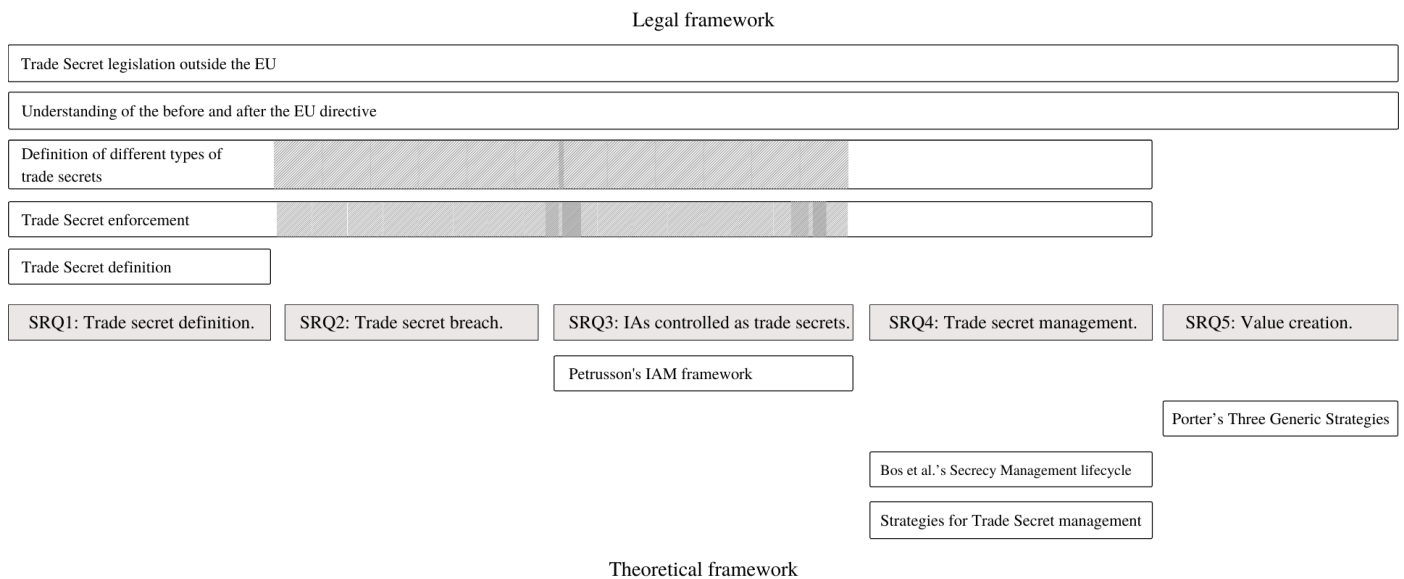 Legal framework
Trade Secret legislation outside the EU
Understanding of the before and after the EU directive
Definition of different types of
trade secrets
Trade Secret enforcement
Trade Secret definition
SRQ1: Trade secret definition.
SRQ2: Trade secret breach.
SRQ3: IAs controlled as trade secrets.
SRQ4: Trade secret management.
SRQ5: Value creation.
Petrusson's IAM framework
Porter’s Three Generic Strategies
Bos et al.’s Secrecy Management lifecycle
Strategies for Trade Secret management
Theoretical framework